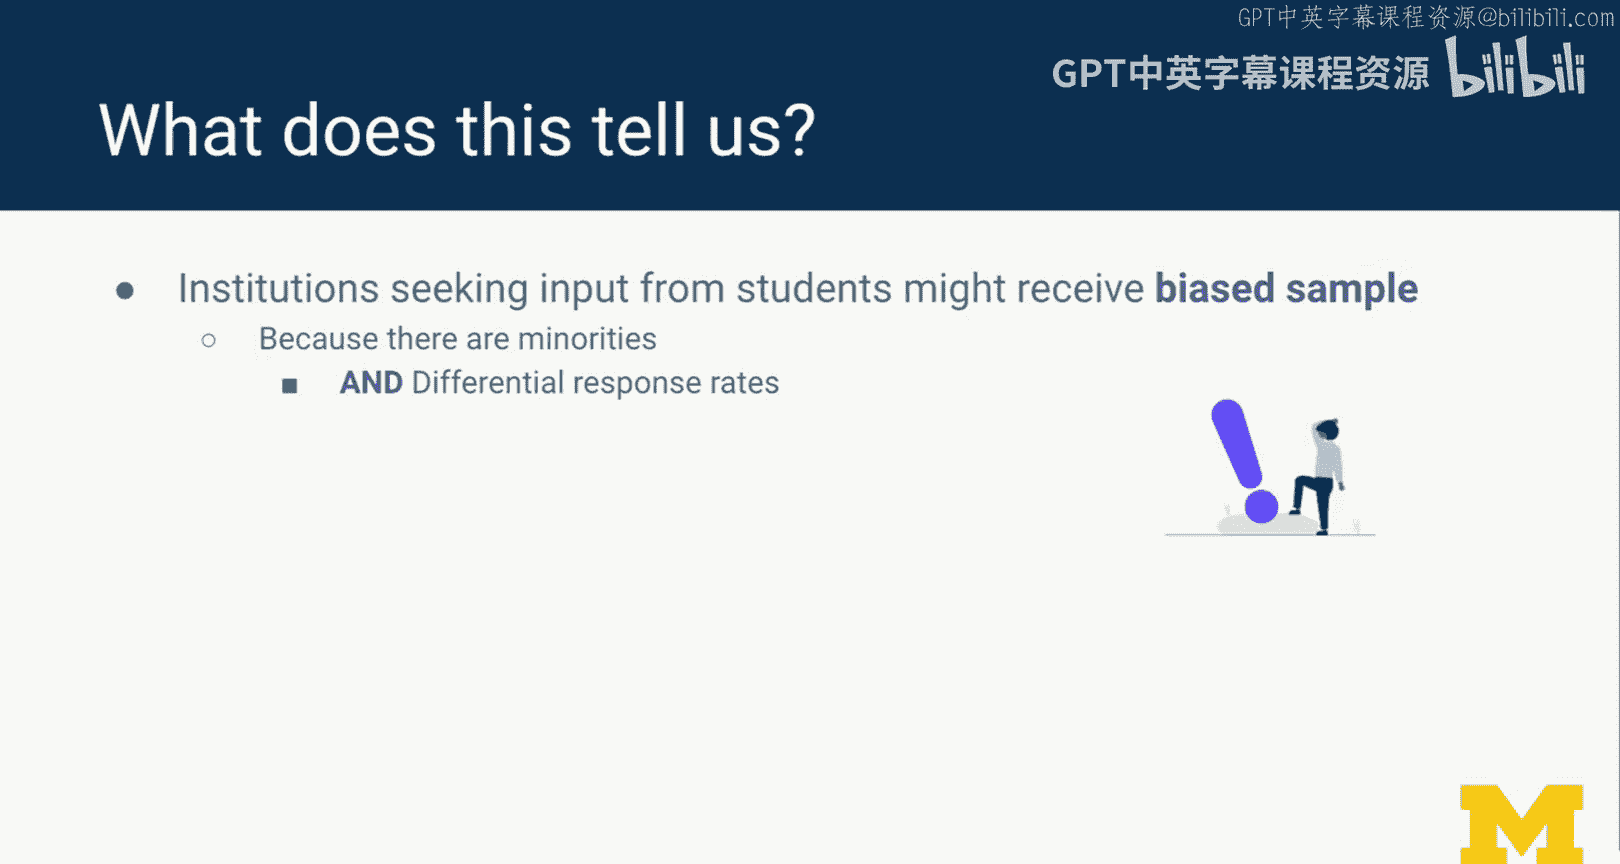 GPT中英字幕课程资源@bilibili.com
GPT中英字幕课程资源 bilibili
What does this tell us?
Institutions seeking input from students might receive biased sample
Because there are minorities
AND Differential response rates
M